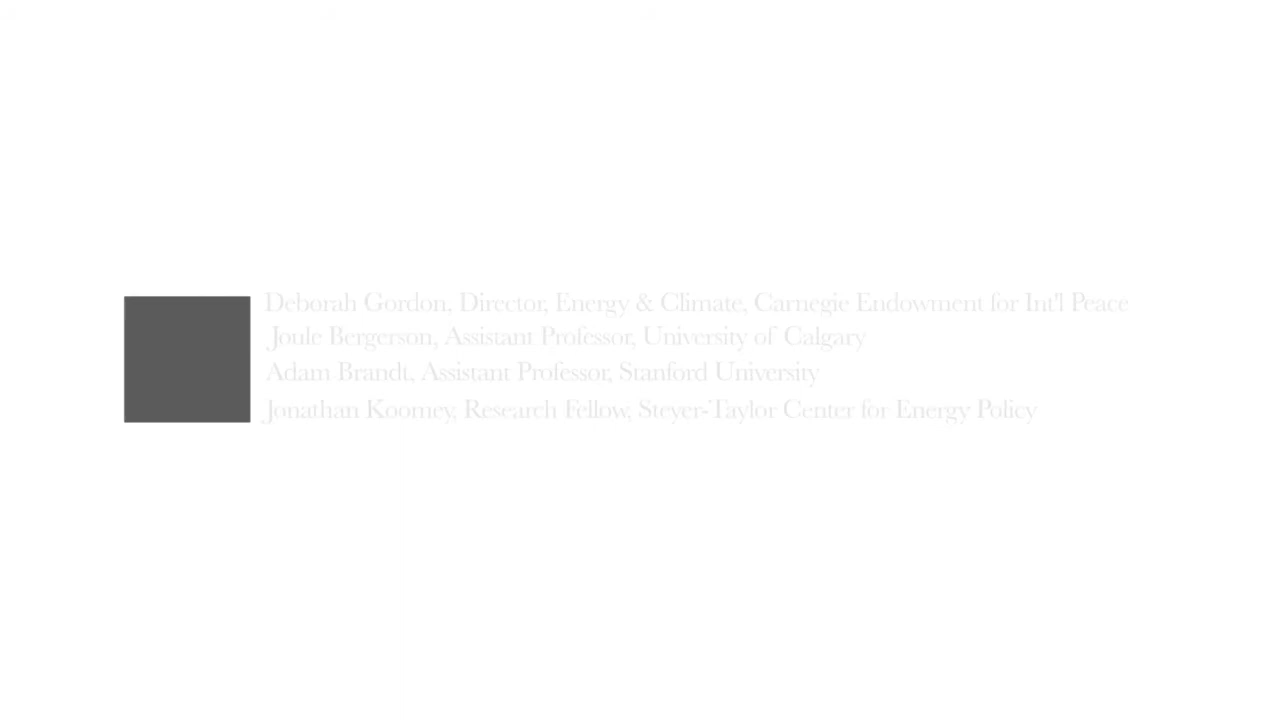 Deborah Gordon, Director, Energy & Climate, Carnegie Endowment for Int'l Peace
Joule Bergerson, Assistant Professor, University of Calgary
Adam Brandt, Assistant Professor, Stanford University
Jonathan Koomey, Research Fellow, Steyer-Taylor Center for Energy Policy